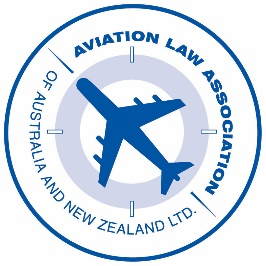 AVIATION LAW ASSOCIATION
OF AUSTRALIA AND NEW ZEALAND LTD.